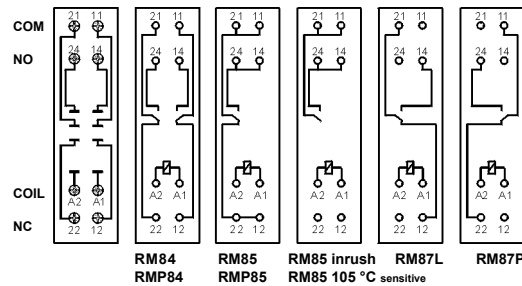 21 11 21 11 21 11 21 11 21 11 21 11
COM
NO
24 14 24 14 24 14 24 14 24 14 24 14
COIL
A2 A1 A2 A1 A2 A1 A2 A1 A2 A1 A2 A1
NC
22 12 22 12 22 12 22 12 22 12 22 12
RM84 RM85 RM85 inrush RM87L RM87P
RMP84 RMP85 RM85 105 °C sensitive